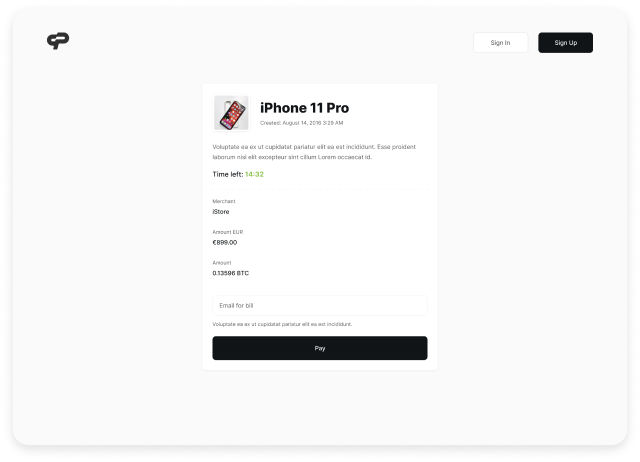 Sign In
Sign Up
iPhone 11 Pro
Created: August 14, 2016 3:29 AM
Voluptate ea ex ut cupidatat pariatur elit ea est incididunt. Esse proident
laborum nisi elit excepteur sint cillum Lorem occaecat id.
Time left: 14:32
Merchant
iStore
Amount EUR
€899.00
Amount
0.13596 BTC
Email for bill
Voluptate ea ex ut cupidatat pariatur elit ea est incididunt.
Pay